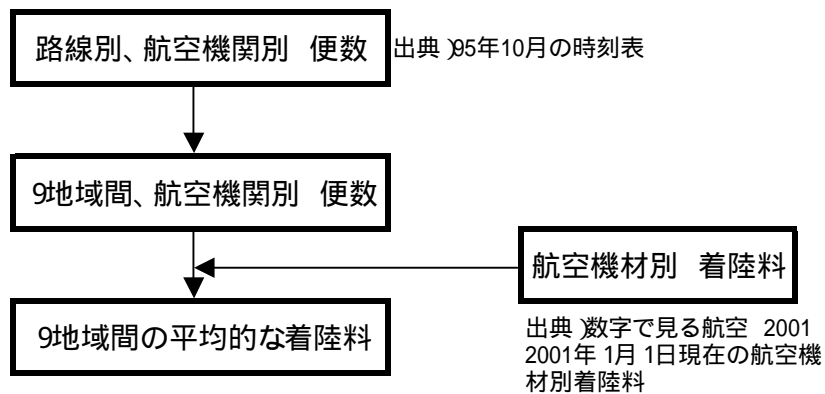 路線別、航空機関別 便数
出典)95年10月の時刻表
9地域間、航空機関別 便数
航空機材別 着陸料
9地域間の平均的な着陸料
出典)数字で見る航空 2001
2001年1月1日現在の航空機
材別着陸料